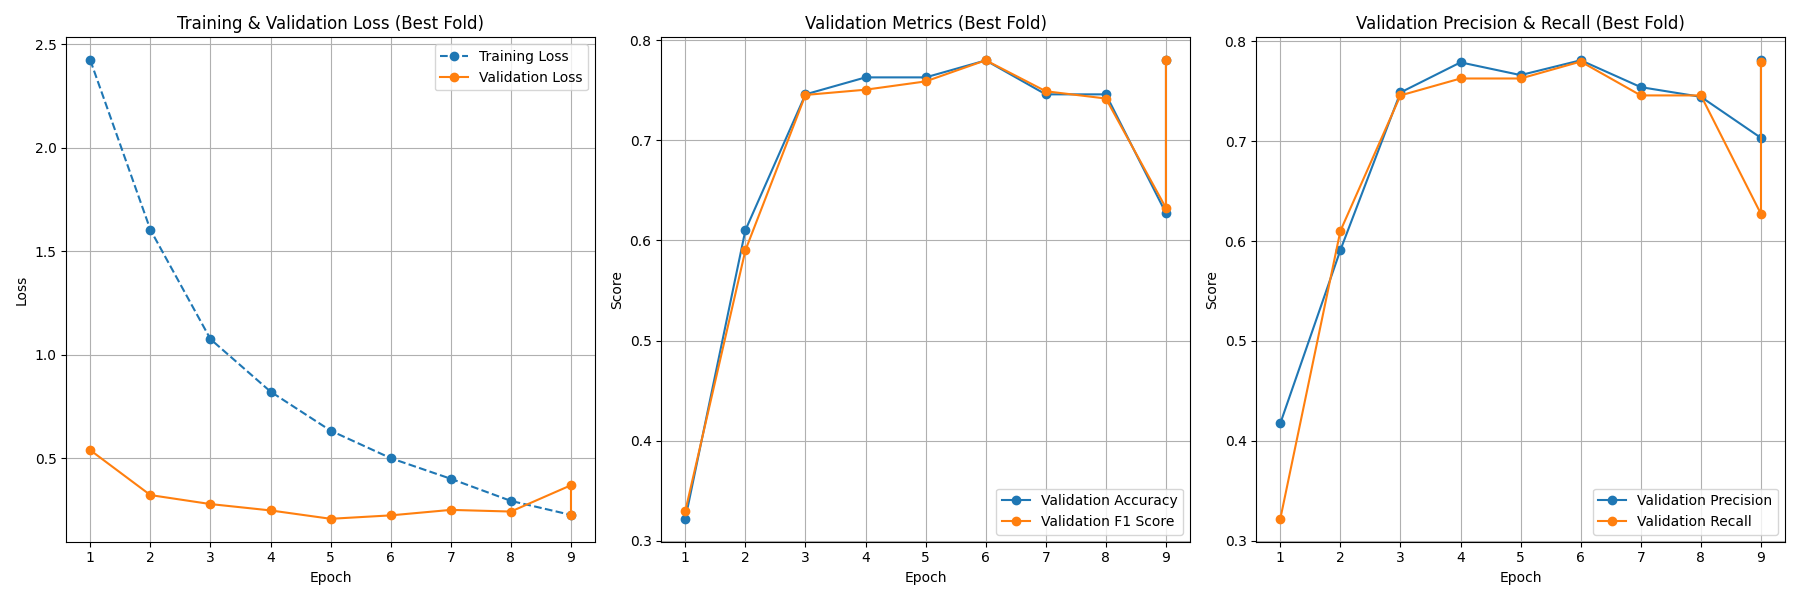 Training & Validation Loss (Best Fold)
Training Loss
Validation Loss
2.5
2.0
1.5
1.0
0.5
Loss
1 2 3 4 5 6 7 8 9
Epoch
Validation Metrics (Best Fold)
0.8
0.7
0.6
0.5
0.4
0.3
Score
Validation Accuracy
Validation F1 Score
1 2 3 4 5 6 7 8 9
Epoch
Validation Precision & Recall (Best Fold)
0.8
0.7
0.6
0.5
0.4
0.3
Score
Validation Precision
Validation Recall
1 2 3 4 5 6 7 8 9
Epoch